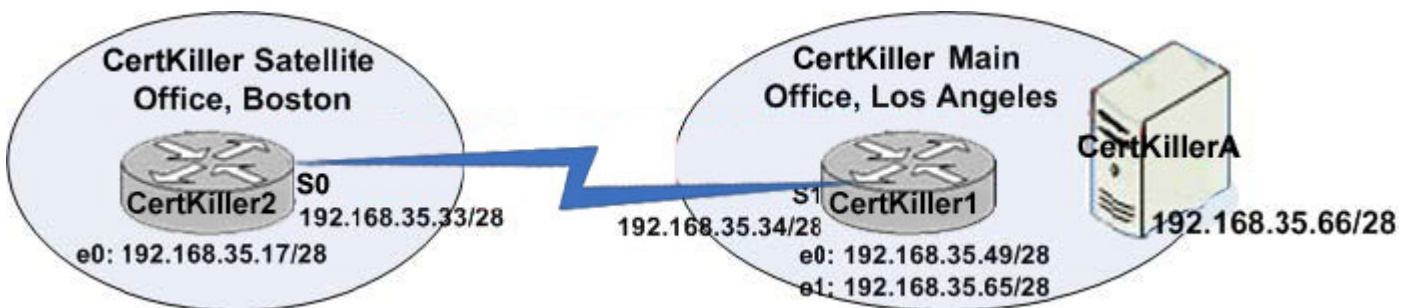 CertKiller Satellite
Office, Boston
CertKiller2
S0
192.168.35.33/28
e0: 192.168.35.17/28
CertKiller Main
Office, Los Angeles
CertKillerA
S1
CertKiller1
192.168.35.34/28
192.168.35.66/28
e0: 192.168.35.49/28
e1: 192.168.35.65/28